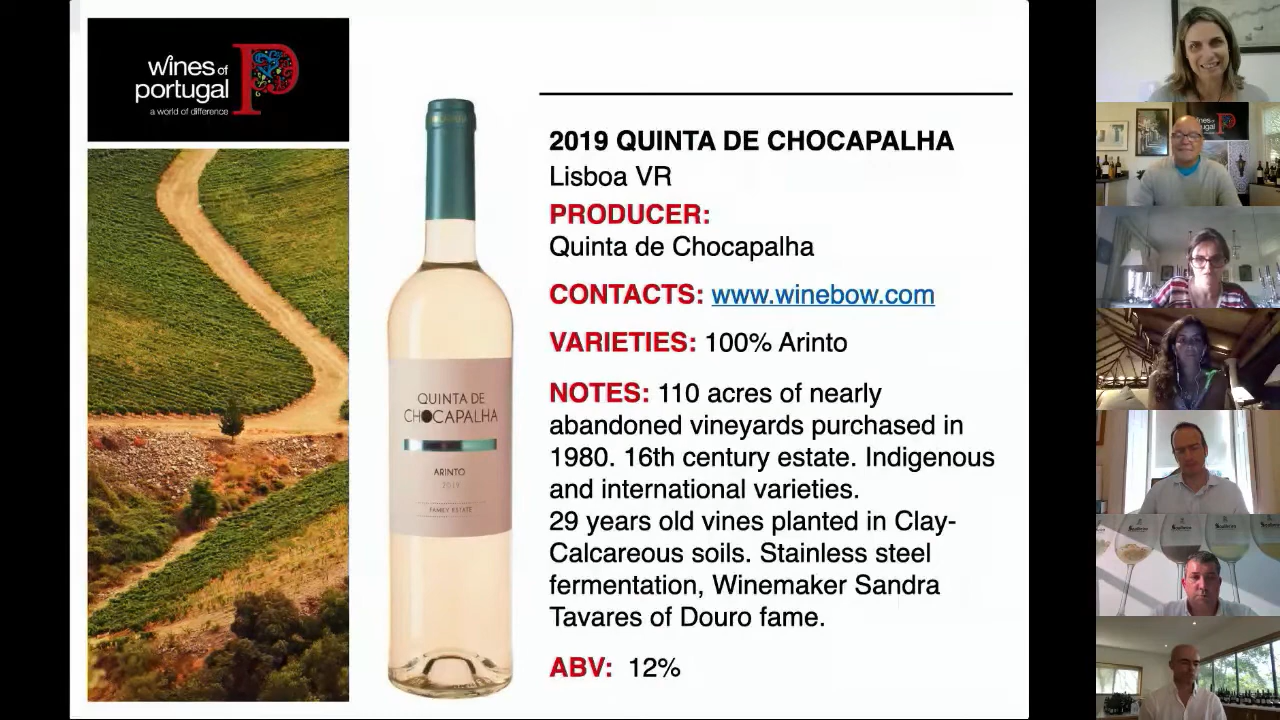 wines of
portugal
a world of difference
2019 QUINTA DE CHOCAPALHA
Lisboa VR
PRODUCER:
Quinta de Chocapalha
CONTACTS: www.winebow.com
VARIETIES: 100% Arinto
NOTES: 110 acres of nearly
abandoned vineyards purchased in
1980. 16th century estate. Indigenous
and international varieties.
29 years old vines planted in Clay-
Calcareous soils. Stainless steel
fermentation, Winemaker Sandra
Tavares of Douro fame.
ABV: 12%
QUINTA DE
CHOCAPALHA
ARINTO
2019
FAMILY ESTATE
wines of
portugal